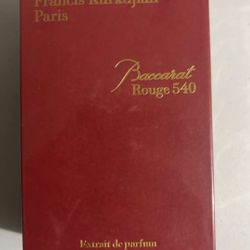 Francis Kurkdjian
Paris
Baccarat
Rouge 540
Extrait de parfum